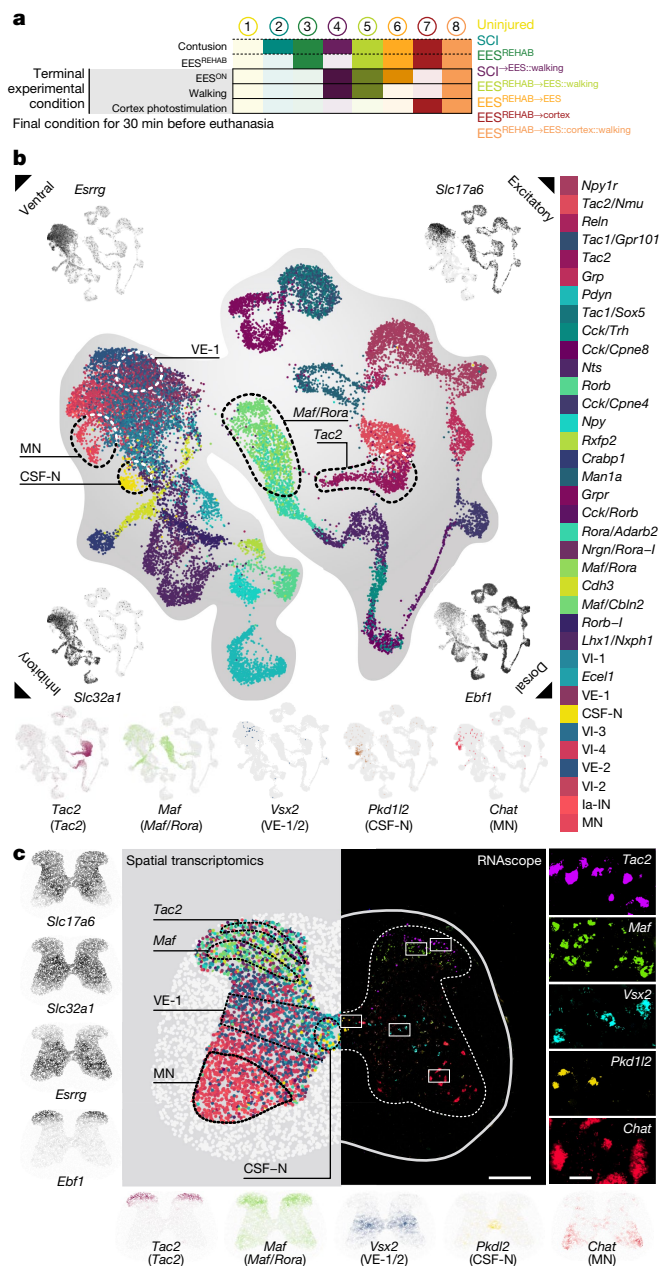 a
1 2 3 4 5 6 7 8
Uninjured
SCI
EES^REHAB
SCI^→EES::walking
EES^REHAB→EES::walking
EES^REHAB→EES
EES^REHAB→cortex
EES^REHAB→EES::cortex::walking
Contusion
EES^REHAB
Terminal
experimental
condition
EES^ON
Walking
Cortex photostimulation
Final condition for 30 min before euthanasia
b
Ventral
Esrrg
Slc17a6
Excitatory
VE-1
Maf/Rora
Tac2
MN
CSF-N
Inhibitory
Slc32a1
Ebf1
Dorsal
Tac2
(Tac2)
Maf
(Maf/Rora)
Vsx2
(VE-1/2)
Pkd1l2
(CSF-N)
Chat
(MN)
Npy1r
Tac2/Nmu
Reln
Tac1/Gpr101
Tac2
Grp
Pdyn
Tac1/Sox5
Cck/Trh
Cck/Cpne8
Nts
Rorb
Cck/Cpne4
Npy
Rxfp2
Crabp1
Man1a
Grpr
Cck/Rorb
Rora/Adarb2
Nrgn/Rora–I
Maf/Rora
Cdh3
Maf/Cbln2
Rorb–I
Lhx1/Nxph1
VI-1
Ecel1
VE-1
CSF-N
VI-3
VI-4
VE-2
VI-2
Ia-IN
MN
c
Slc17a6
Slc32a1
Esrrg
Ebf1
Spatial transcriptomics
RNAscope
Tac2
Maf
VE-1
MN
CSF–N
Tac2
Maf
Vsx2
Pkd1l2
Chat
Tac2
(Tac2)
Maf
(Maf/Rora)
Vsx2
(VE-1/2)
Pkdl2
(CSF-N)
Chat
(MN)